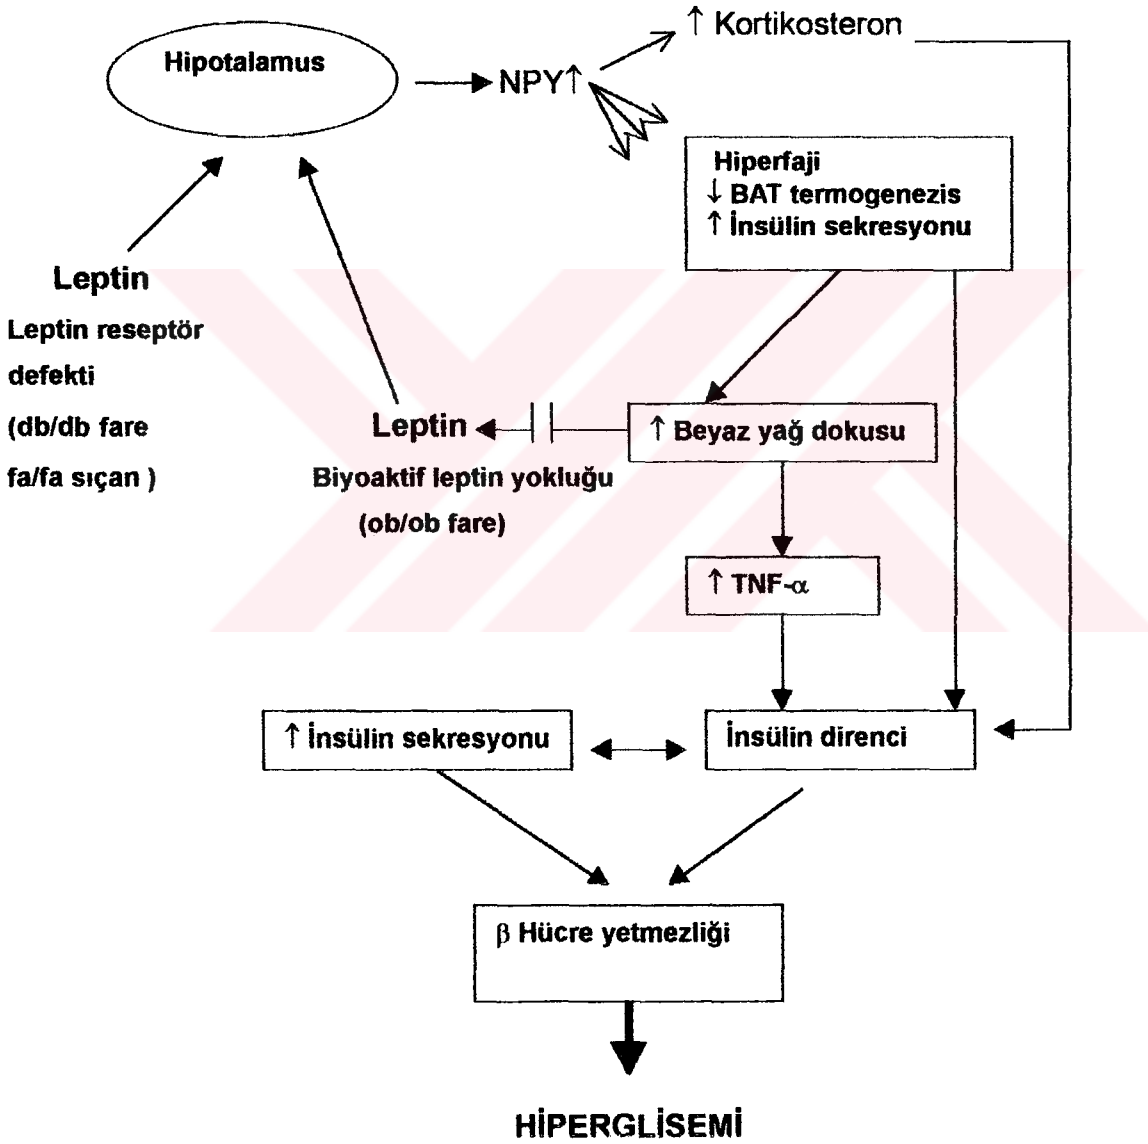 ↑ Kortikosteron
Hipotalamus
NPY↑
Hiperfaji
↓ BAT termogenezis
↑ İnsülin sekresyonu
Leptin
Leptin reseptör
defekti
(db/db fare
fa/fa sıçan )
Leptin
Biyoaktif leptin yokluğu
(ob/ob fare)
↑ Beyaz yağ dokusu
↑ TNF-α
↑ İnsülin sekresyonu
İnsülin direnci
β Hücre yetmezliği
HİPERGLİSEMİ